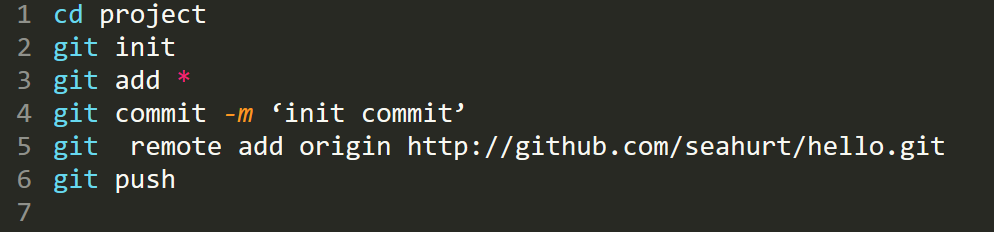 1 cd project
2 git init
3 git add *
4 git commit -m ‘init commit’
5 git  remote add origin http://github.com/seahurt/hello.git
6 git push
7